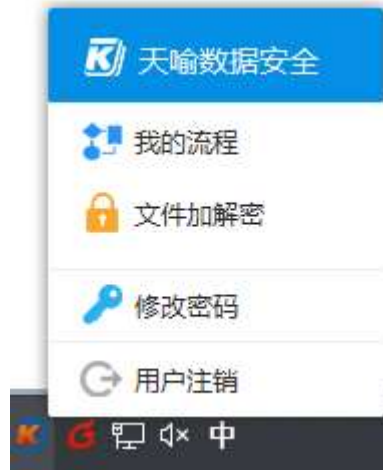 天喻数据安全
我的流程
文件加解密
修改密码
用户注销
中